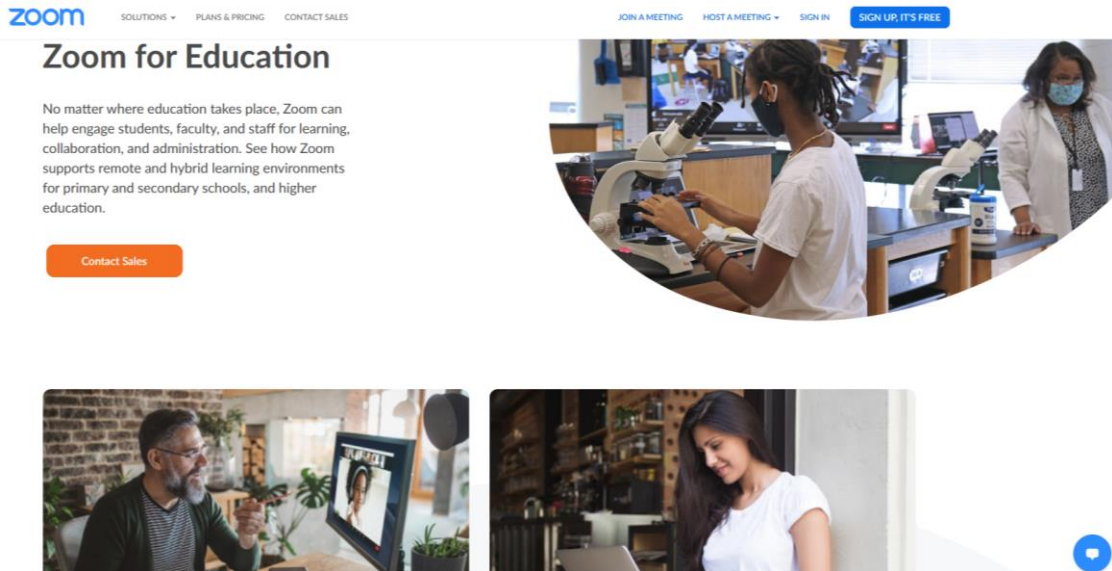 zoom
SOLUTIONS PLANS & PRICING CONTACT SALES JOIN A MEETING HOST A MEETING SIGN IN SIGN UP, IT'S FREE
Zoom for Education
No matter where education takes place, Zoom can
help engage students, faculty, and staff for learning,
collaboration, and administration. See how Zoom
supports remote and hybrid learning environments
for primary and secondary schools, and higher
education.
Contact Sales